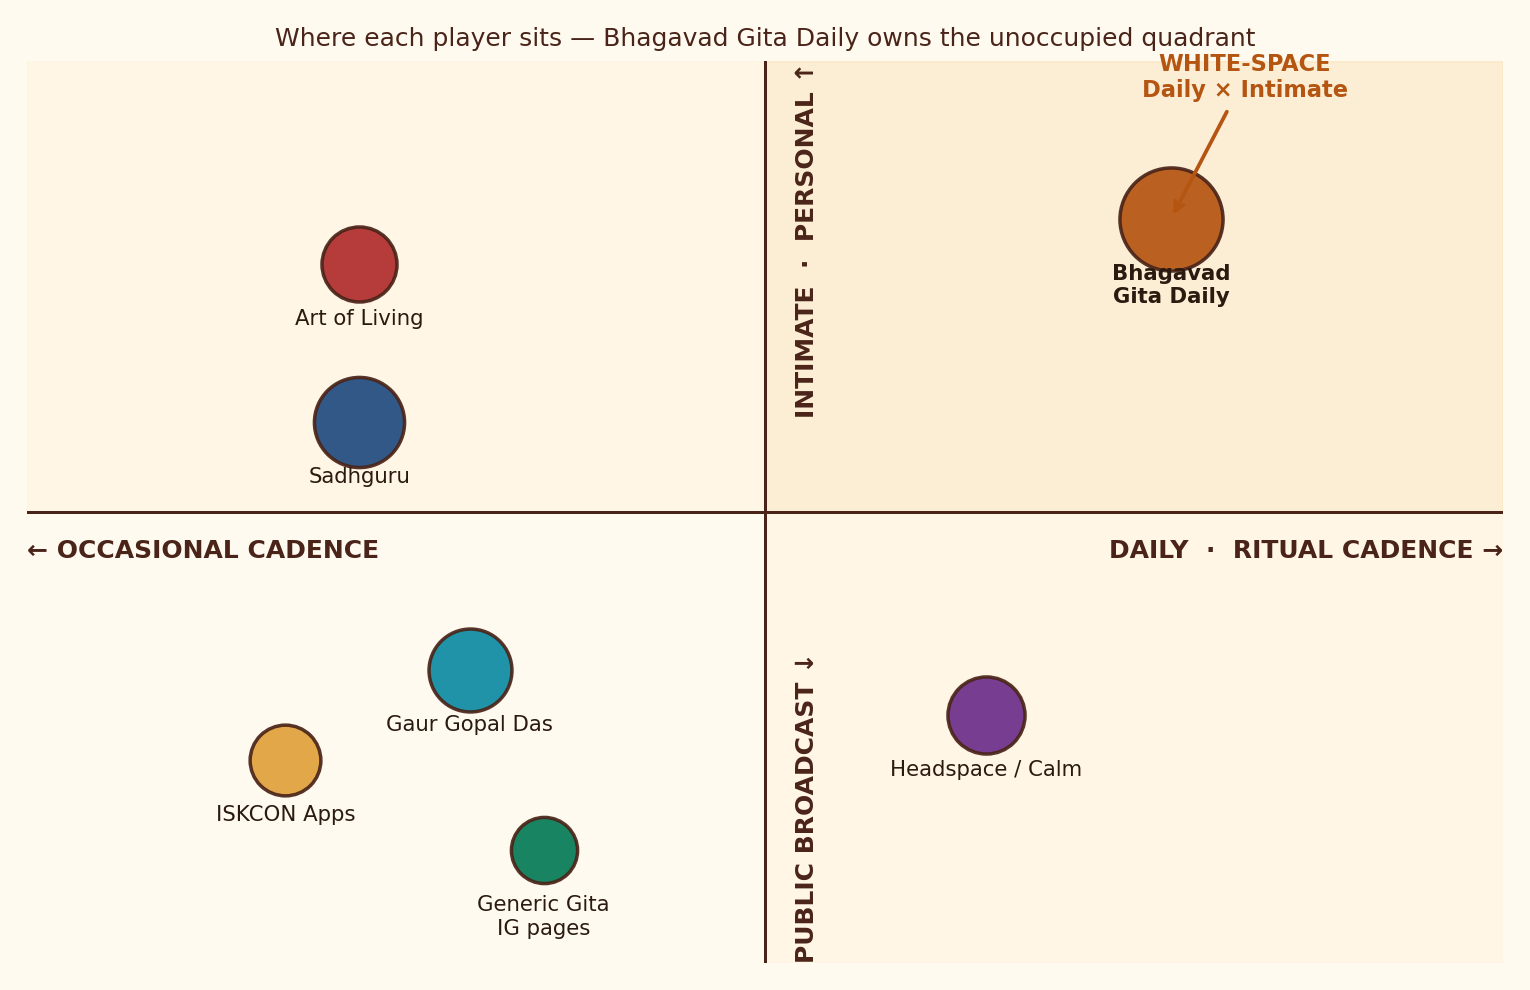 Where each player sits — Bhagavad Gita Daily owns the unoccupied quadrant
WHITE-SPACE
Daily × Intimate
INTIMATE · PERSONAL ↑
Bhagavad
Gita Daily
Art of Living
Sadhguru
← OCCASIONAL CADENCE
DAILY · RITUAL CADENCE →
PUBLIC BROADCAST ↓
Gaur Gopal Das
Headspace / Calm
ISKCON Apps
Generic Gita
IG pages